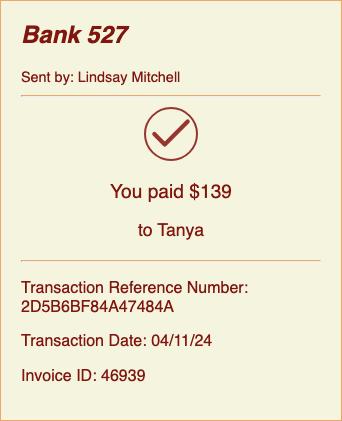 Bank 527
Sent by: Lindsay Mitchell
You paid $139
to Tanya
Transaction Reference Number:
2D5B6BF84A47484A
Transaction Date: 04/11/24
Invoice ID: 46939